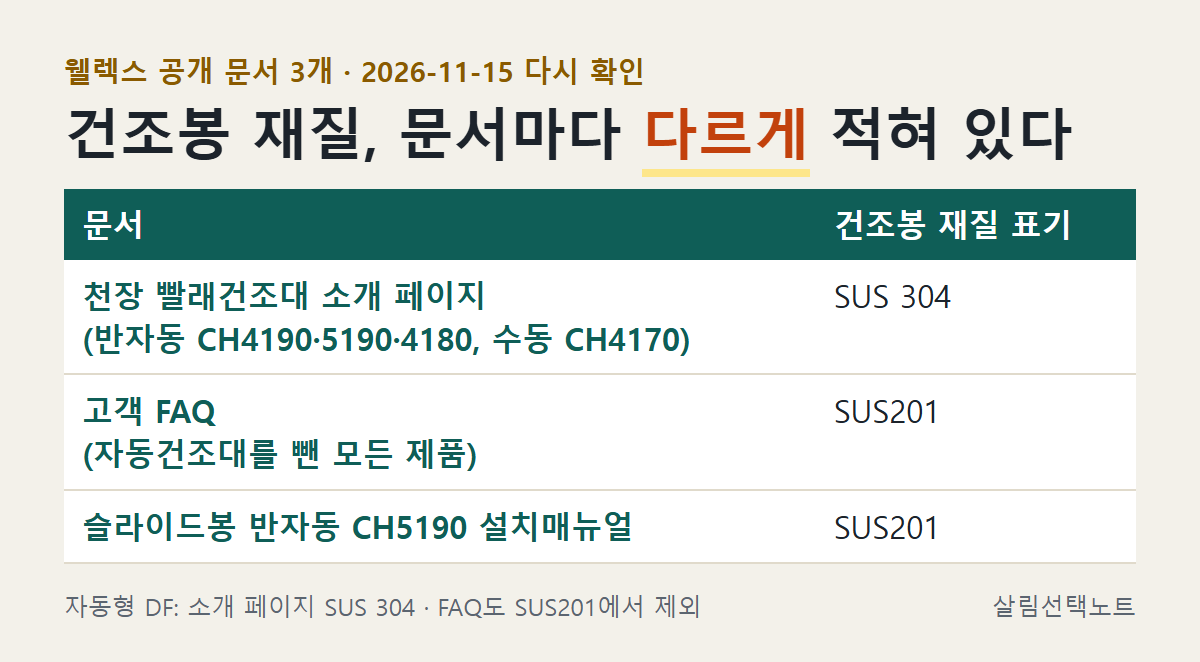 웰렉스 공개 문서 3개 · 2026-11-15 다시 확인
건조봉 재질, 문서마다 다르게 적혀 있다
문서 건조봉 재질 표기
천장 빨래건조대 소개 페이지 SUS 304
(반자동 CH4190·5190·4180, 수동 CH4170)
고객 FAQ SUS201
(자동건조대를 뺀 모든 제품)
슬라이드봉 반자동 CH5190 설치매뉴얼 SUS201
자동형 DF: 소개 페이지 SUS 304 · FAQ도 SUS201에서 제외 살림선택노트